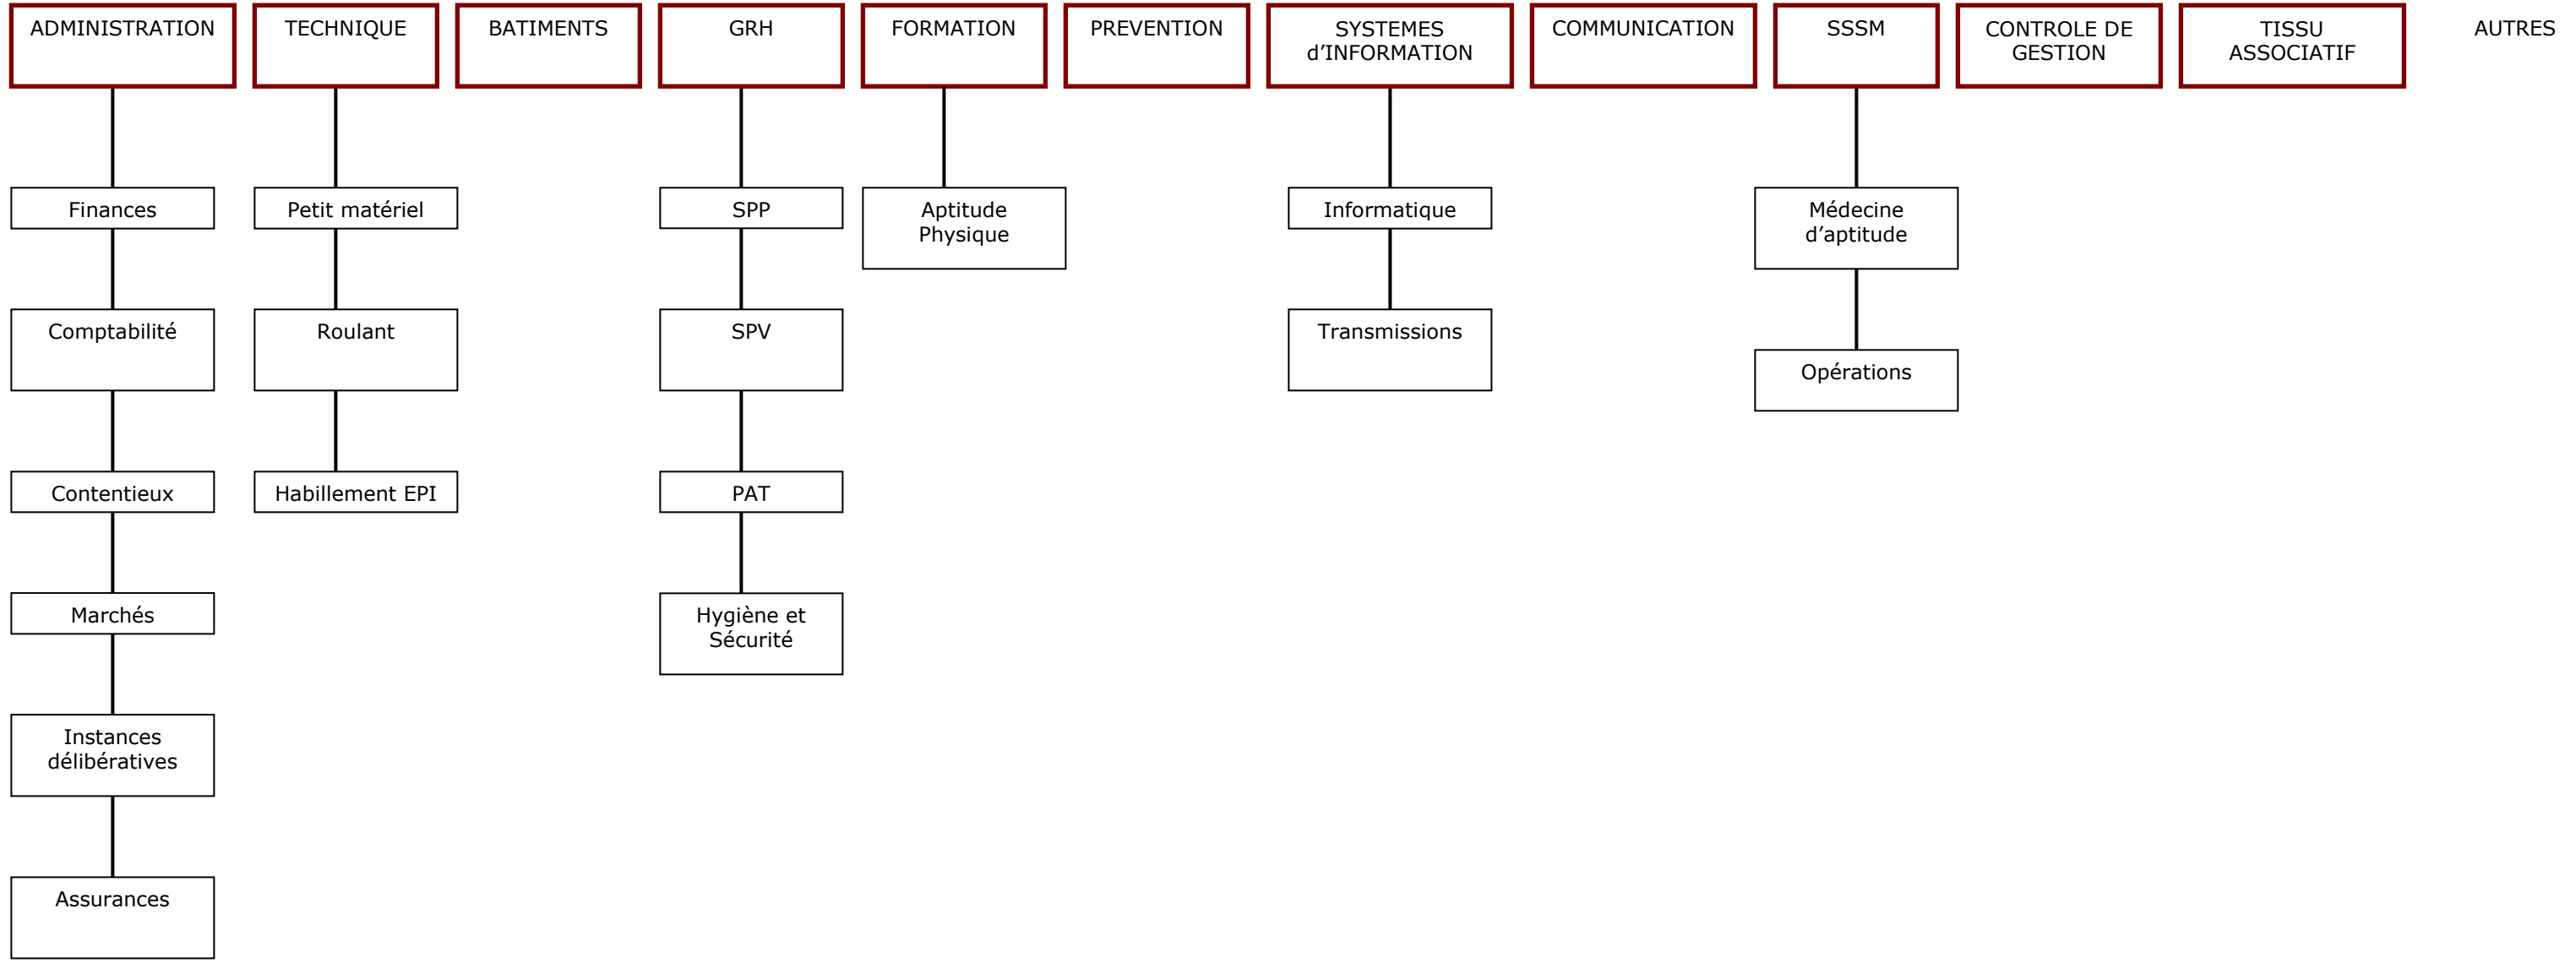 ADMINISTRATION
TECHNIQUE
BATIMENTS
GRH
FORMATION
PREVENTION
SYSTEMES
d’INFORMATION
COMMUNICATION
SSSM
CONTROLE DE
GESTION
TISSU
ASSOCIATIF
AUTRES
Finances
Petit matériel
SPP
Aptitude
Physique
Informatique
Médecine
d’aptitude
Comptabilité
Roulant
SPV
Transmissions
Opérations
Contentieux
Habillement EPI
PAT
Marchés
Hygiène et
Sécurité
Instances
délibératives
Assurances